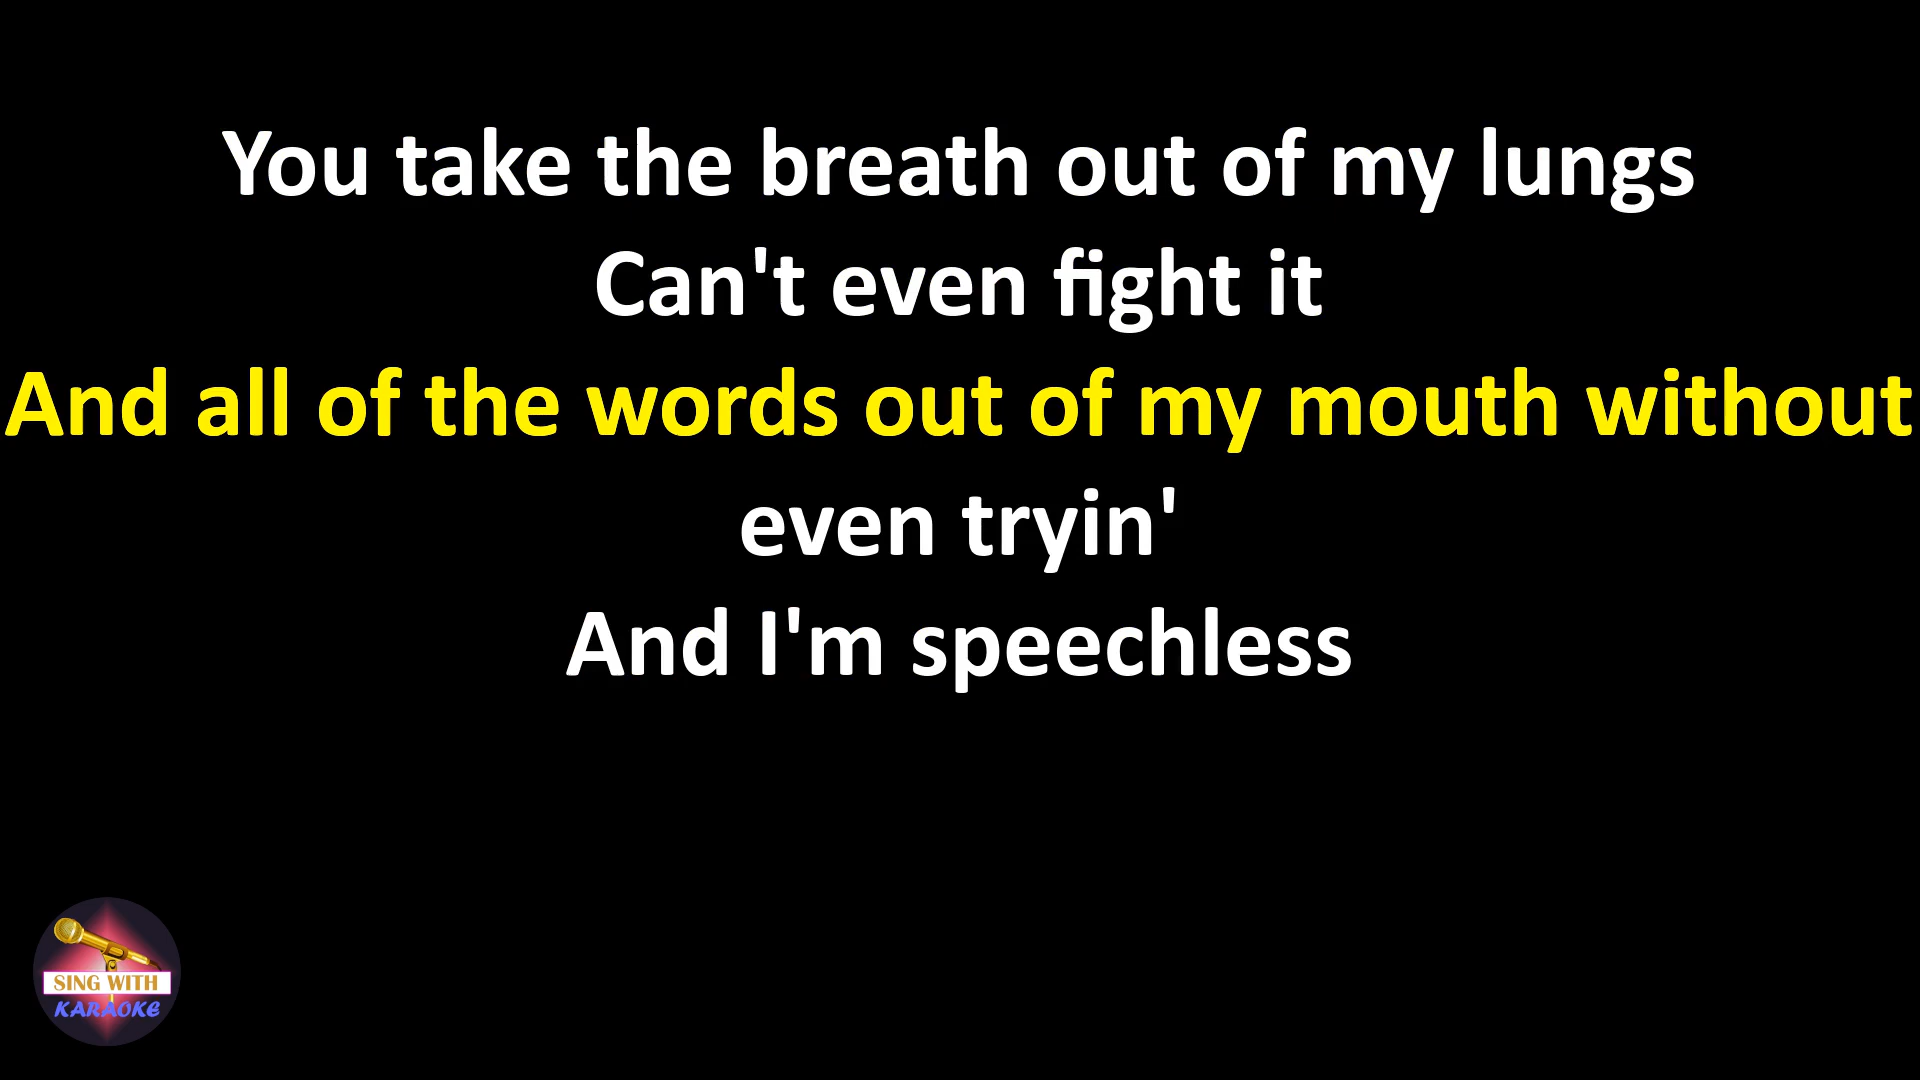 You take the breath out of my lungs
Can't even fight it
And all of the words out of my mouth without
even tryin'
And I'm speechless
SING WITH
KARAOKE